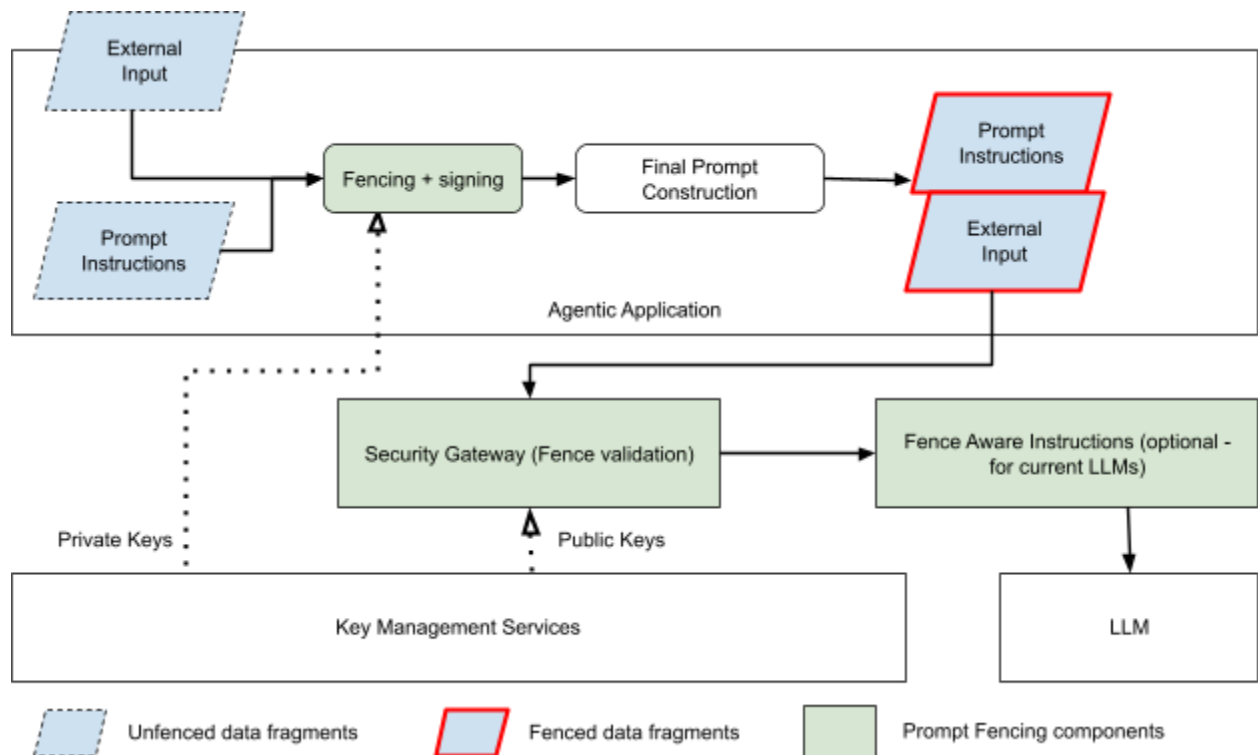 External
Input
Fencing + signing
Final Prompt
Construction
Prompt
Instructions
Prompt
Instructions
External
Input
Agentic Application
Security Gateway (Fence validation)
Fence Aware Instructions (optional -
for current LLMs)
Private Keys
Public Keys
Key Management Services
LLM
Unfenced data fragments
Fenced data fragments
Prompt Fencing components